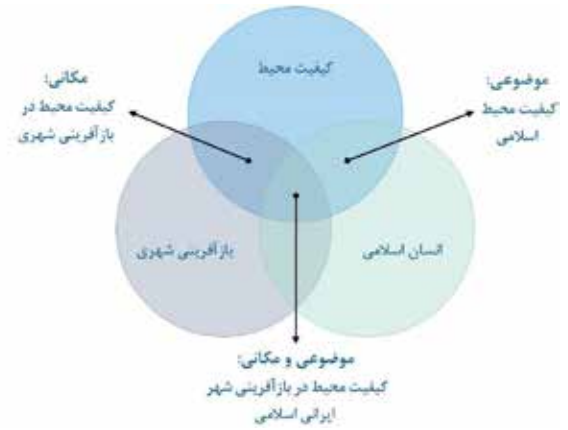 کیفیت محیط
موضوعی:
کیفیت محیط
اسلامی
مکانی:
کیفیت محیط در
بازآفرینی شهری
انسان اسلامی
بازآفرینی شهری
موضوعی و مکانی:
کیفیت محیط در بازآفرینی شهر
ایرانی اسلامی